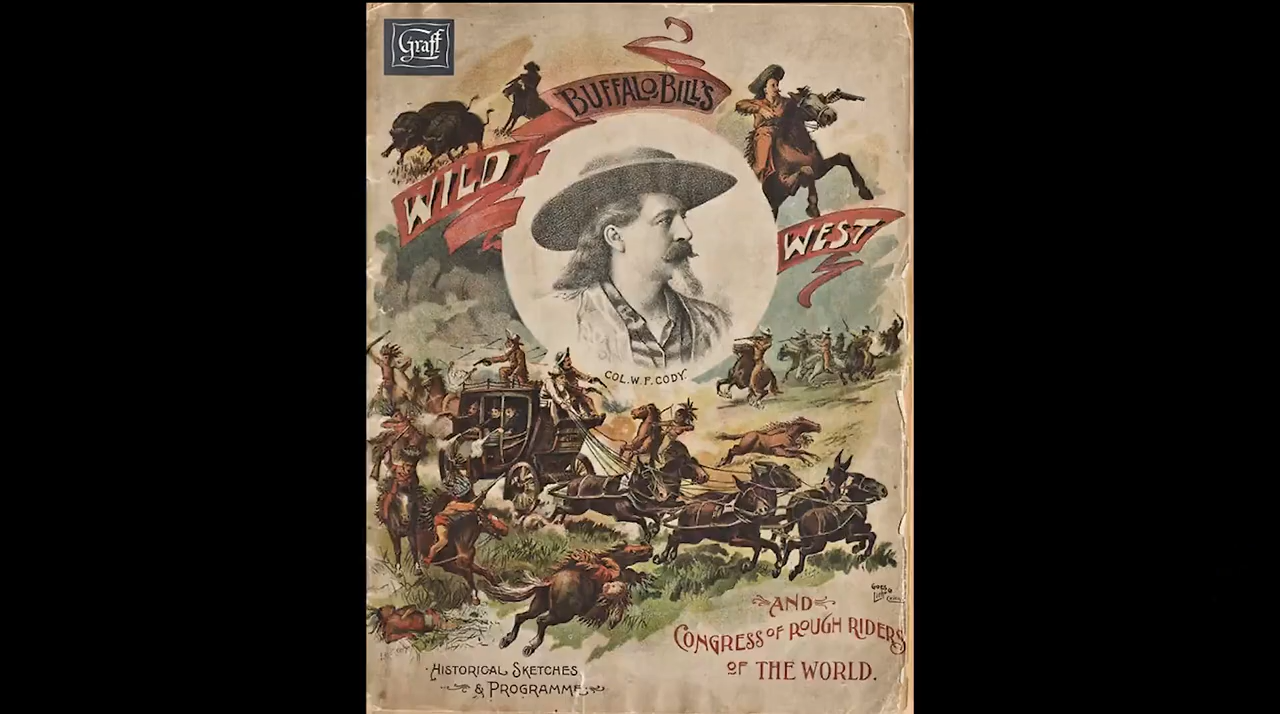 Graff
BUFFALO BILL'S
WILD
WEST
COL. W. F. CODY.
AND
CONGRESS OF ROUGH RIDERS
OF THE WORLD.
HISTORICAL SKETCHES
& PROGRAMME